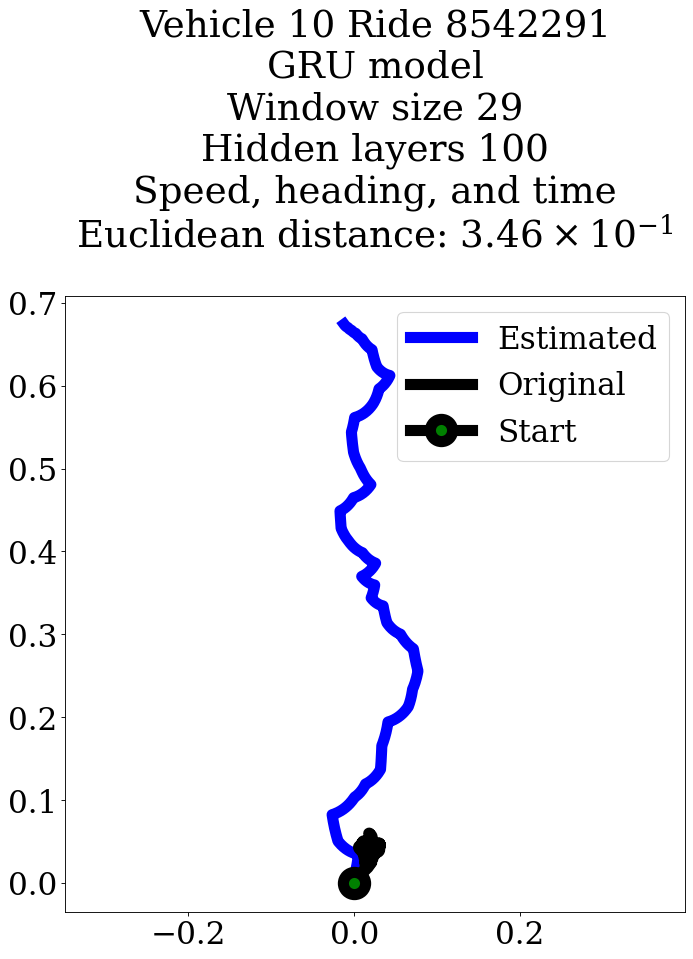 Vehicle 10 Ride 8542291
GRU model
Window size 29
Hidden layers 100
Speed, heading, and time
Euclidean distance: 3.46 × 10⁻¹
Estimated
Original
Start
0.7
0.6
0.5
0.4
0.3
0.2
0.1
0.0
−0.2 0.0 0.2